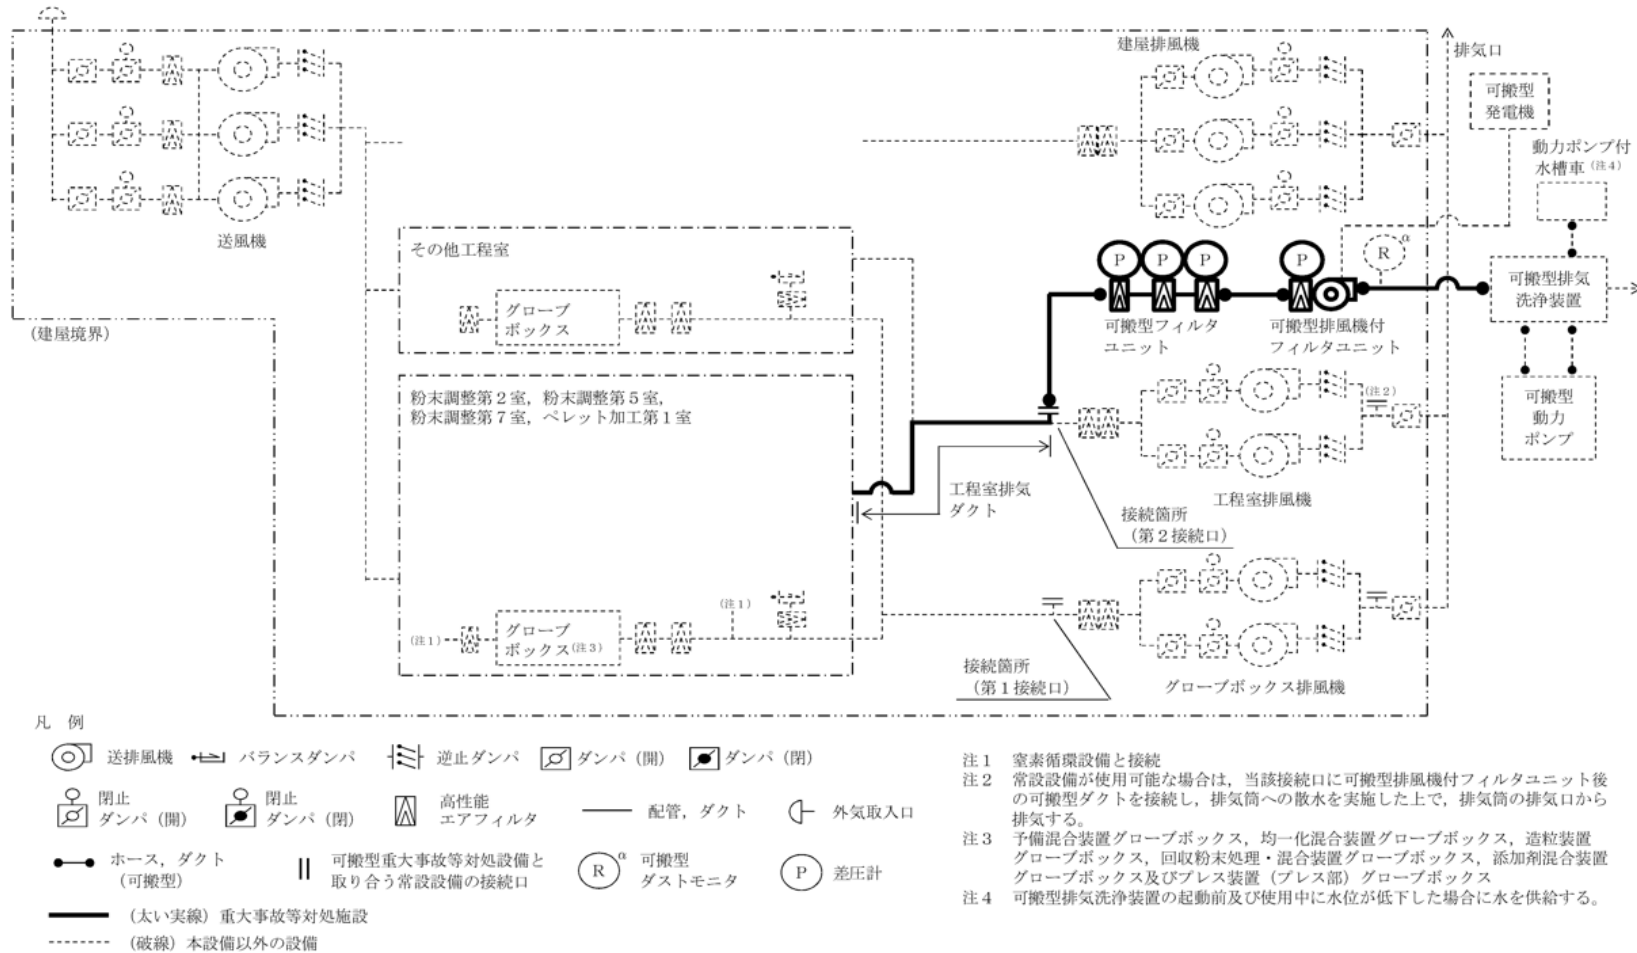 建屋排風機
排気口
可搬型
発電機
動力ポンプ付
水槽車(注4)
送風機
(建屋境界)
その他工程室
グローブ
ボックス
P
P
P
P
R α
可搬型フィルタ
ユニット
可搬型排風機付
フィルタユニット
可搬型排気
洗浄装置
可搬型
動力
ポンプ
粉末調整第2室,粉末調整第5室,
粉末調整第7室,ペレット加工第1室
(注2)
工程室排気
ダクト
工程室排風機
接続箇所
(第2接続口)
(注1)
(注1)
グローブ
ボックス(注3)
接続箇所
(第1接続口)
グローブボックス排風機
凡 例
送排風機
バランスダンパ
逆止ダンパ
ダンパ(開)
ダンパ(閉)
閉止
ダンパ(開)
閉止
ダンパ(閉)
高性能
エアフィルタ
配管,ダクト
外気取入口
ホース,ダクト
(可搬型)
可搬型重大事故等対処設備と
取り合う常設設備の接続口
R α
可搬型
ダストモニタ
P
差圧計
(太い実線)重大事故等対処施設
(破線)本設備以外の設備
注1 窒素循環設備と接続
注2 常設設備が使用可能な場合は,当該接続口に可搬型排風機付フィルタユニット後
の可搬型ダクトを接続し,排気筒への散水を実施した上で,排気筒の排気口から
排気する。
注3 予備混合装置グローブボックス,均一化混合装置グローブボックス,造粒装置
グローブボックス,回収粉末処理・混合装置グローブボックス,添加剤混合装置
グローブボックス及びプレス装置(プレス部)グローブボックス
注4 可搬型排気洗浄装置の起動前及び使用中に水位が低下した場合に水を供給する。